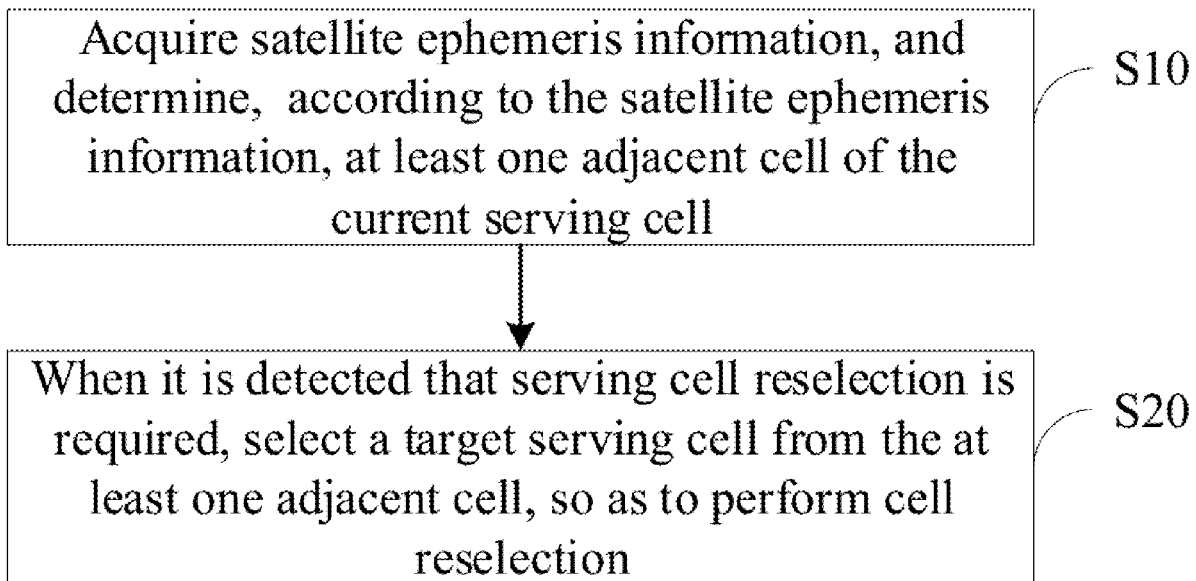 Acquire satellite ephemeris information, and
determine, according to the satellite ephemeris
information, at least one adjacent cell of the
current serving cell
S10
When it is detected that serving cell reselection is
required, select a target serving cell from the at
least one adjacent cell, so as to perform cell
reselection
S20